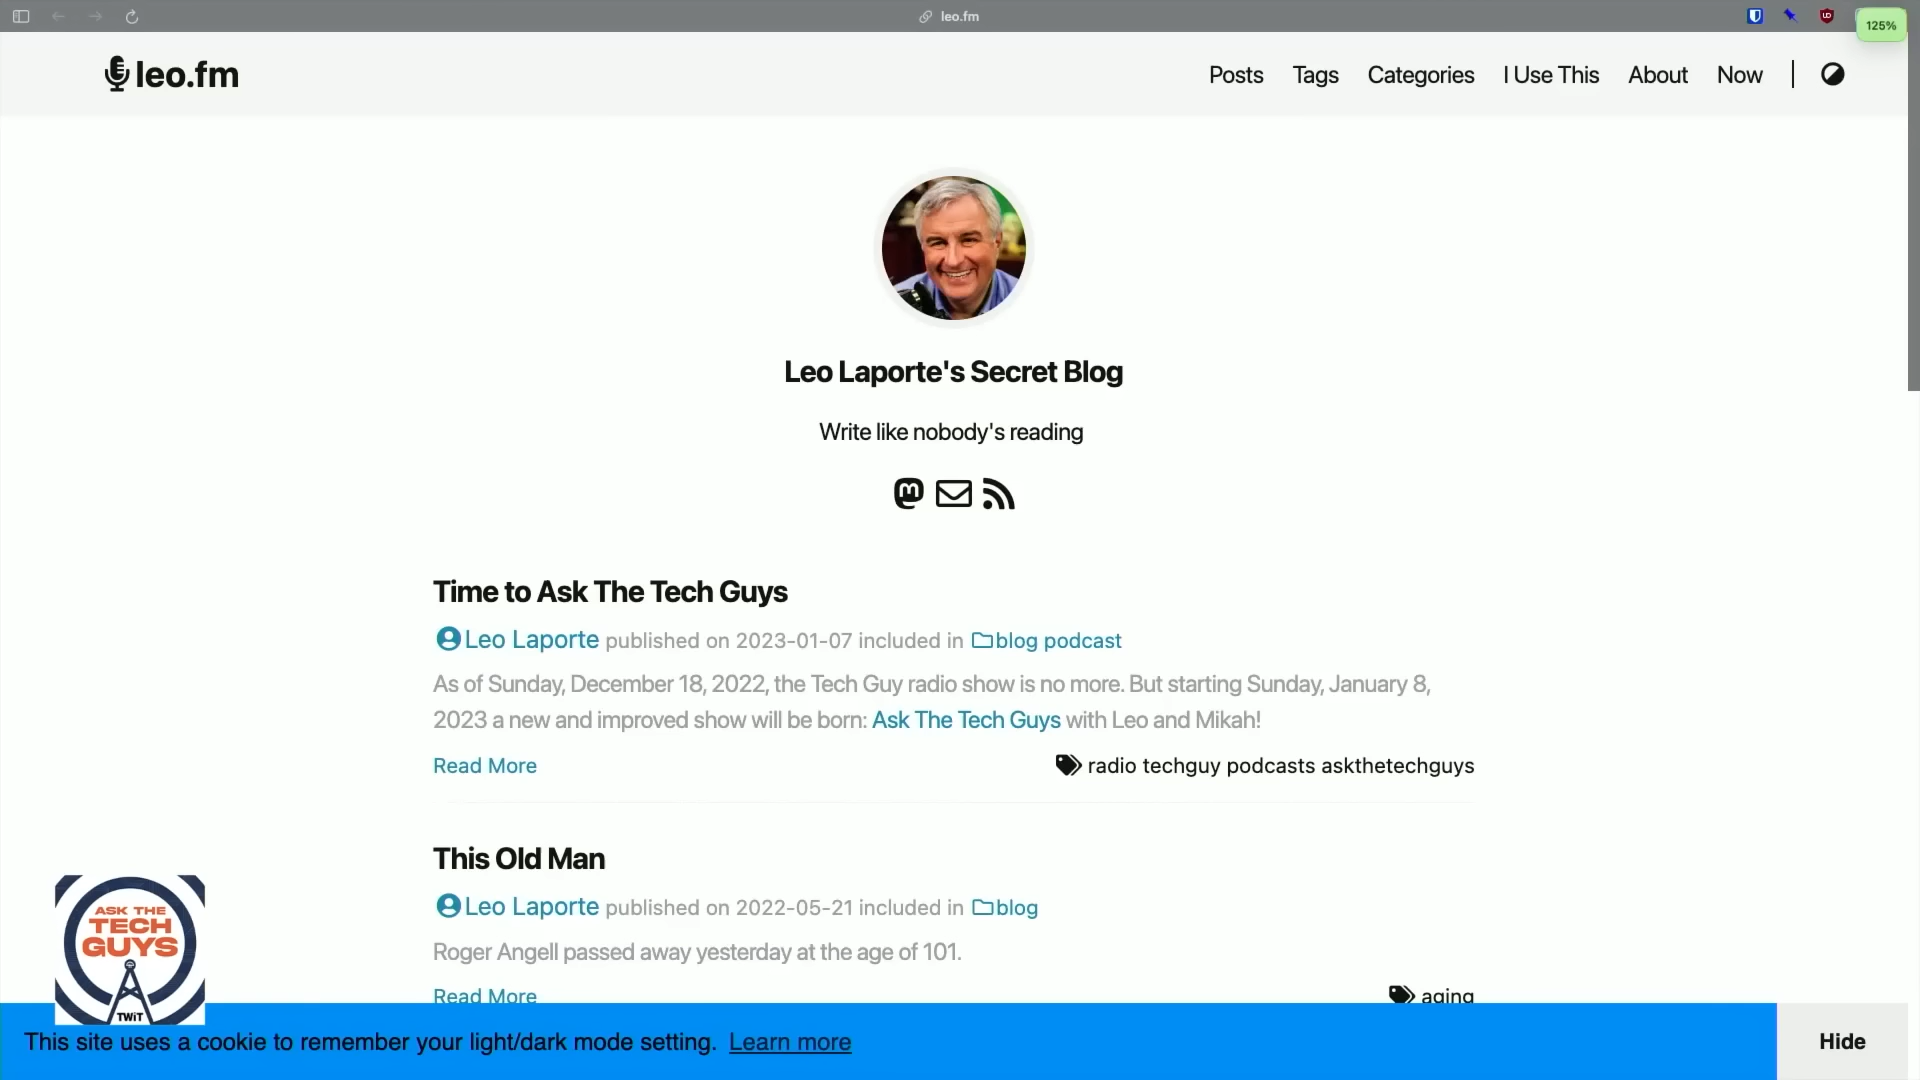 leo.fm
125%
leo.fm
Posts Tags Categories I Use This About Now
Leo Laporte's Secret Blog
Write like nobody's reading
Time to Ask The Tech Guys
Leo Laporte published on 2023-01-07 included in blog podcast
As of Sunday, December 18, 2022, the Tech Guy radio show is no more. But starting Sunday, January 8,
2023 a new and improved show will be born: Ask The Tech Guys with Leo and Mikah!
Read More radio techguy podcasts askthetechguys
This Old Man
Leo Laporte published on 2022-05-21 included in blog
Roger Angell passed away yesterday at the age of 101.
Read More aging
ASK THE
TECH
GUYS
TWiT
This site uses a cookie to remember your light/dark mode setting. Learn more Hide